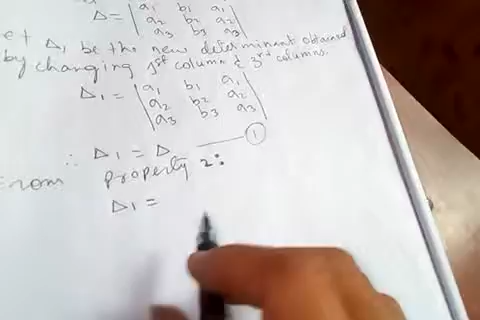 Δ = | a₁ b₁ a₁ |
| a₂ b₂ a₂ |
| a₃ b₃ a₃ |
et Δ₁ be the new determinant obtained
by changing 1st column & 3rd columns.
Δ₁ = | a₁ b₁ a₁ |
| a₂ b₂ a₂ |
| a₃ b₃ a₃ |
∴ Δ₁ = Δ —— ①
From property 2:
Δ₁ =